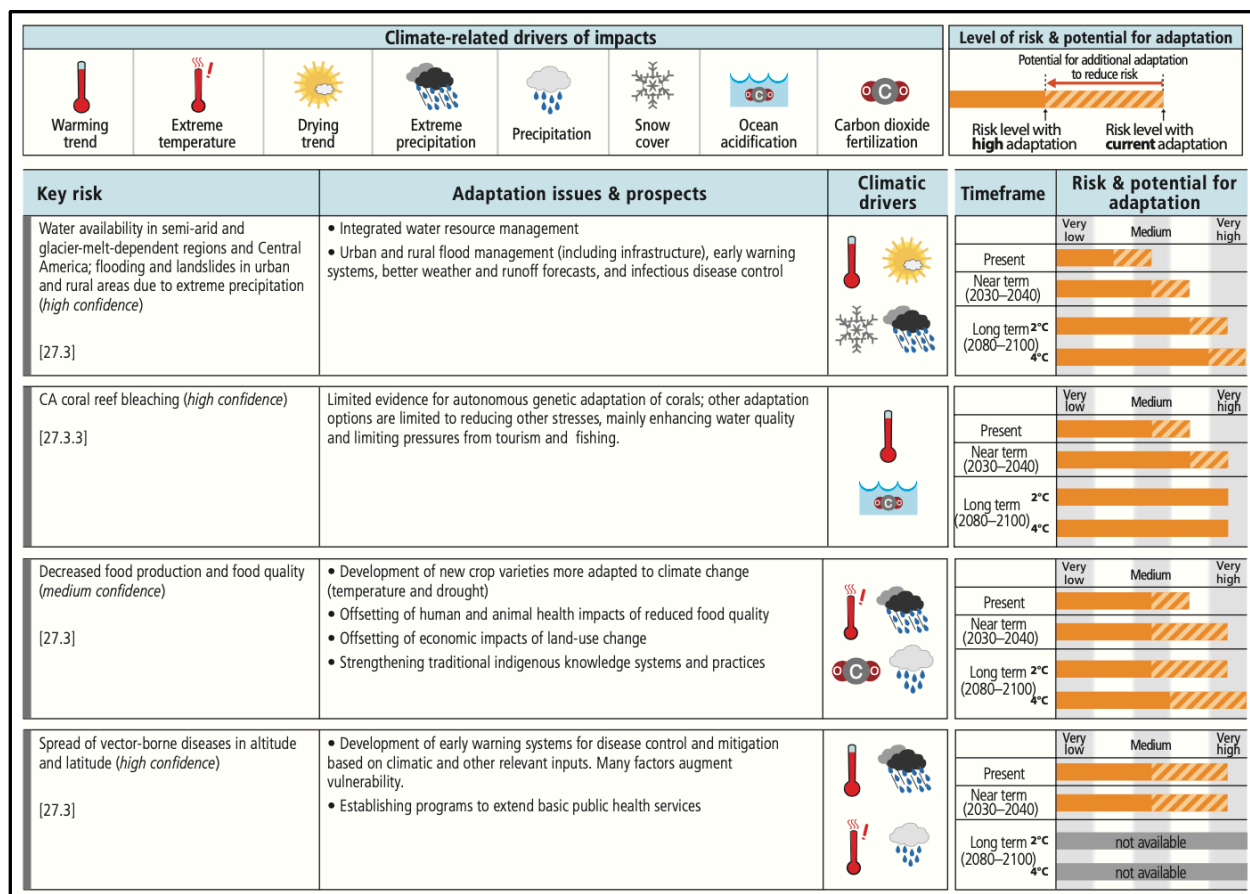 Climate-related drivers of impacts
Warming
trend
Extreme
temperature
Drying
trend
Extreme
precipitation
Precipitation
Snow
cover
Ocean
acidification
Carbon dioxide
fertilization
Level of risk & potential for adaptation
Potential for additional adaptation
to reduce risk
Risk level with
high adaptation
Risk level with
current adaptation
Key risk
Adaptation issues & prospects
Climatic
drivers
Timeframe
Risk & potential for
adaptation
Water availability in semi-arid and
glacier-melt-dependent regions and Central
America; flooding and landslides in urban
and rural areas due to extreme precipitation
(high confidence)
[27.3]
• Integrated water resource management
• Urban and rural flood management (including infrastructure), early warning
systems, better weather and runoff forecasts, and infectious disease control
Very
low
Medium
Very
high
Present
Near term
(2030–2040)
Long term 2°C
(2080–2100)
4°C
CA coral reef bleaching (high confidence)
[27.3.3]
Limited evidence for autonomous genetic adaptation of corals; other adaptation
options are limited to reducing other stresses, mainly enhancing water quality
and limiting pressures from tourism and fishing.
C
Very
low
Medium
Very
high
Present
Near term
(2030–2040)
Long term 2°C
(2080–2100)
4°C
Decreased food production and food quality
(medium confidence)
[27.3]
• Development of new crop varieties more adapted to climate change
(temperature and drought)
• Offsetting of human and animal health impacts of reduced food quality
• Offsetting of economic impacts of land-use change
• Strengthening traditional indigenous knowledge systems and practices
O C O
Very
low
Medium
Very
high
Present
Near term
(2030–2040)
Long term 2°C
(2080–2100)
4°C
Spread of vector-borne diseases in altitude
and latitude (high confidence)
[27.3]
• Development of early warning systems for disease control and mitigation
based on climatic and other relevant inputs. Many factors augment
vulnerability.
• Establishing programs to extend basic public health services
Very
low
Medium
Very
high
Present
Near term
(2030–2040)
Long term 2°C
(2080–2100)
4°C
not available
not available